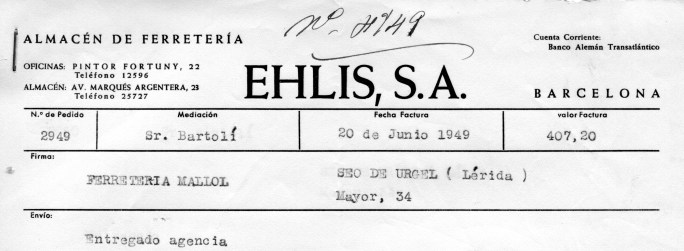 Nº 4949
ALMACÉN DE FERRETERÍA
Cuenta Corriente:
Banco Alemán Transatlántico
OFICINAS: PINTOR FORTUNY, 22
Teléfono 12596
ALMACÉN: AV. MARQUÉS ARGENTERA, 23
Teléfono 25727
EHLIS, S.A.
BARCELONA
N.º de Pedido Mediación Fecha Factura valor Factura
2949 Sr. Bartolí 20 de Junio 1949 407,20
Firma:
FERRETERIA MALLOL SEO DE URGEL ( Lérida )
Mayor, 34
Envío:
Entregado agencia